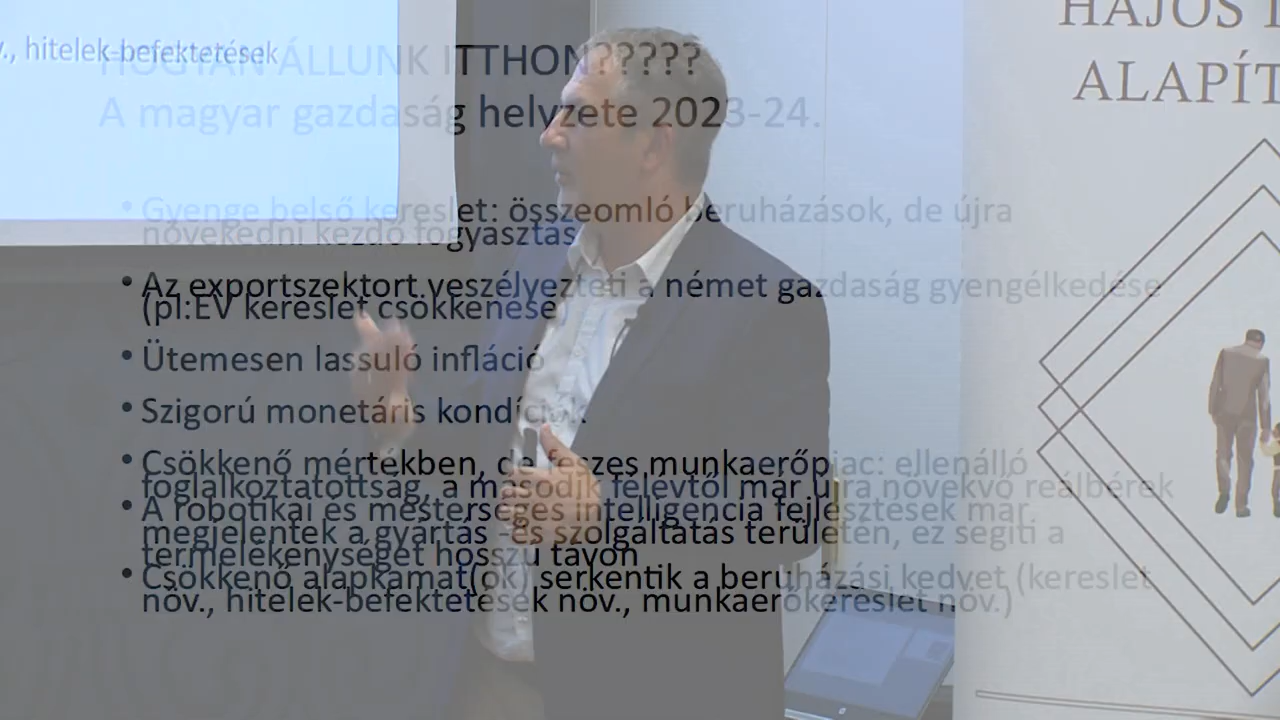 ., hitelek-befektetések
HOGYAN ÁLLUNK ITTHON?????
A magyar gazdaság helyzete 2023-24.
• Gyenge belső kereslet: összeomló beruházások, de újra
növekedni kezdő fogyasztás
• Az exportszektort veszélyezteti a német gazdaság gyengélkedése
(pl:EV kereslet csökkenése)
• Ütemesen lassuló infláció
• Szigorú monetáris kondíciók
• Csökkenő mértékben, de feszes munkaerőpiac: ellenálló
foglalkoztatottság, a második félévtől már újra növekvő reálbérek
• A robotikai és mesterséges intelligencia fejlesztések már
megjelentek a gyártás és szolgáltatás területén, ez segíti a
termelékenységet hosszú távon
• Csökkenő alapkamat(ok) serkentik a beruházási kedvet (kereslet
növ., hitelek-befektetések növ., munkaerőkereslet növ.)
HAJÓS
ALAPÍT